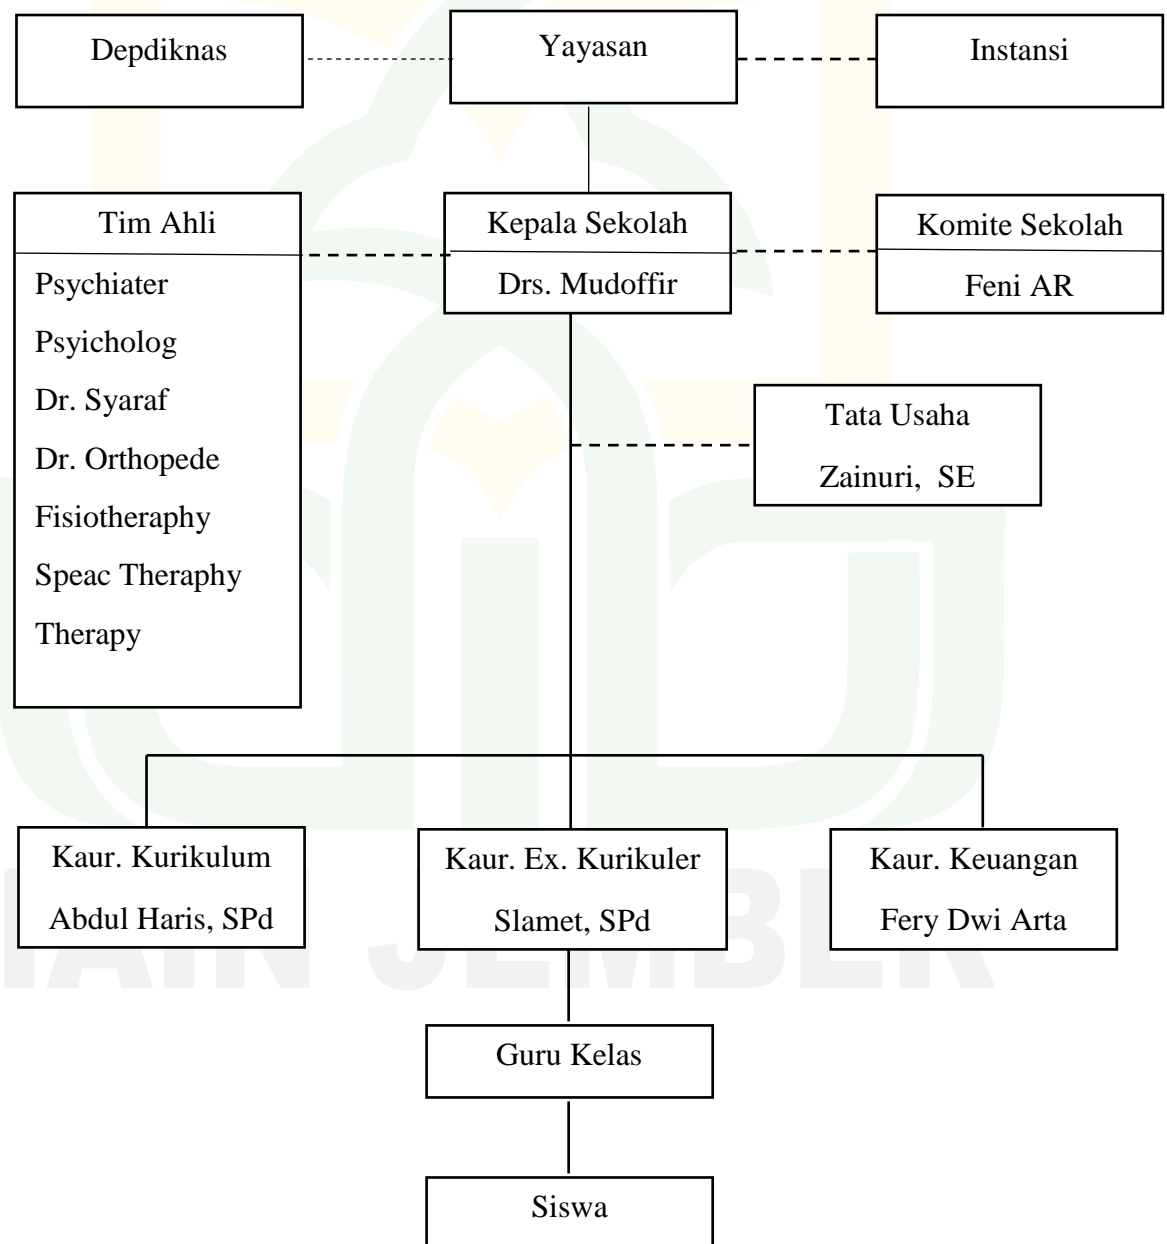 Depdiknas
Yayasan
Instansi
Tim Ahli
Psychiater
Psyicholog
Dr. Syaraf
Dr. Orthopede
Fisiotheraphy
Speac Theraphy
Therapy
Kepala Sekolah
Drs. Mudoffir
Komite Sekolah
Feni AR
Tata Usaha
Zainuri, SE
Kaur. Kurikulum
Abdul Haris, SPd
Kaur. Ex. Kurikuler
Slamet, SPd
Kaur. Keuangan
Fery Dwi Arta
IAIN JEMBER
Guru Kelas
Siswa